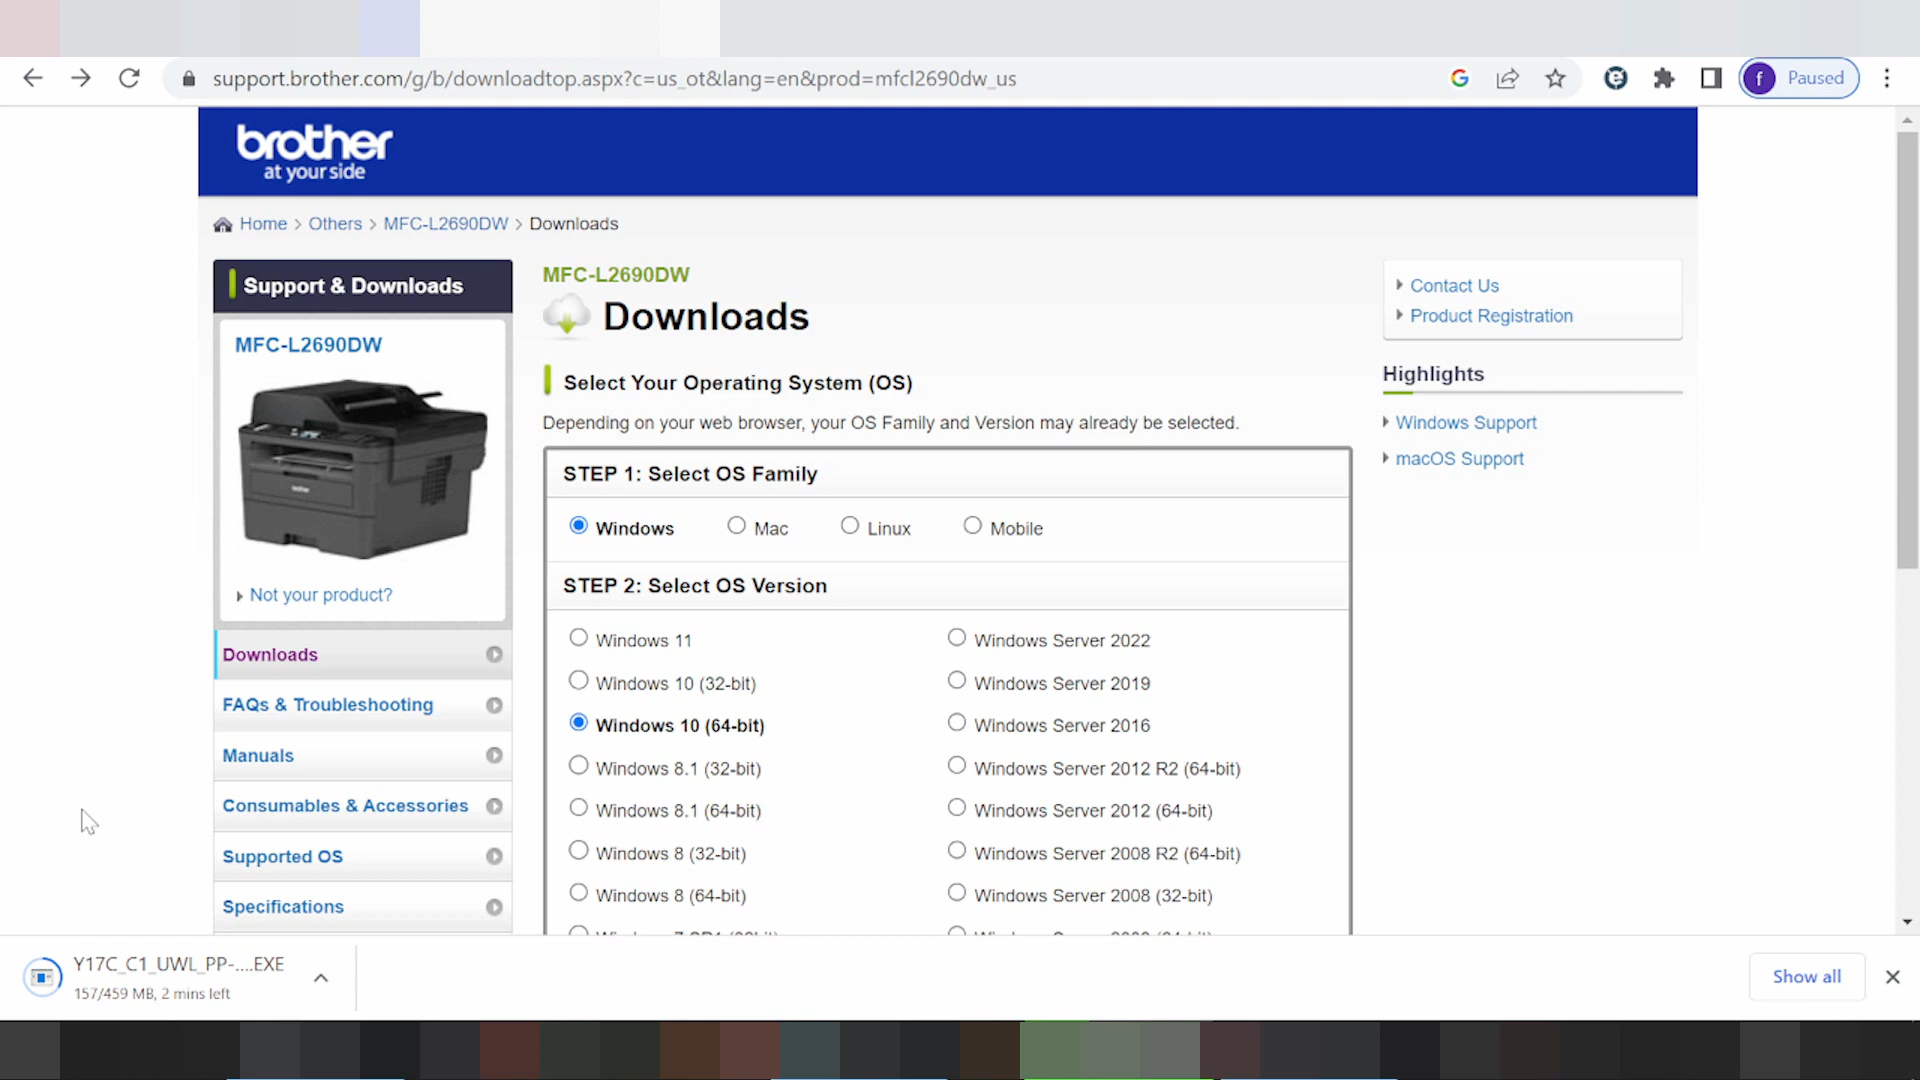 support.brother.com/g/b/downloadtop.aspx?c=us_ot&lang=en&prod=mfcl2690dw_us
G
e
f Paused
brother
at your side
Home > Others > MFC-L2690DW > Downloads
Support & Downloads
MFC-L2690DW
brother
Not your product?
Downloads
FAQs & Troubleshooting
Manuals
Consumables & Accessories
Supported OS
Specifications
MFC-L2690DW
Downloads
Select Your Operating System (OS)
Depending on your web browser, your OS Family and Version may already be selected.
STEP 1: Select OS Family
Windows Mac Linux Mobile
STEP 2: Select OS Version
Windows 11
Windows 10 (32-bit)
Windows 10 (64-bit)
Windows 8.1 (32-bit)
Windows 8.1 (64-bit)
Windows 8 (32-bit)
Windows 8 (64-bit)
Windows Server 2022
Windows Server 2019
Windows Server 2016
Windows Server 2012 R2 (64-bit)
Windows Server 2012 (64-bit)
Windows Server 2008 R2 (64-bit)
Windows Server 2008 (32-bit)
Contact Us
Product Registration
Highlights
Windows Support
macOS Support
Y17C_C1_UWL_PP-....EXE
157/459 MB, 2 mins left
Show all